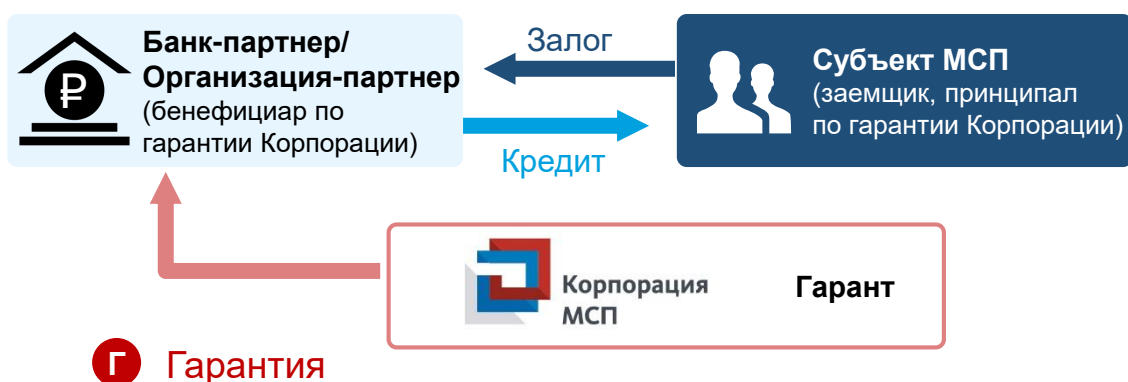 Банк-партнер/
Организация-партнер
(бенефициар по
гарантии Корпорации)
Залог
Кредит
Субъект МСП
(заемщик, принципал
по гарантии Корпорации)
Корпорация
МСП
Гарант
Г Гарантия